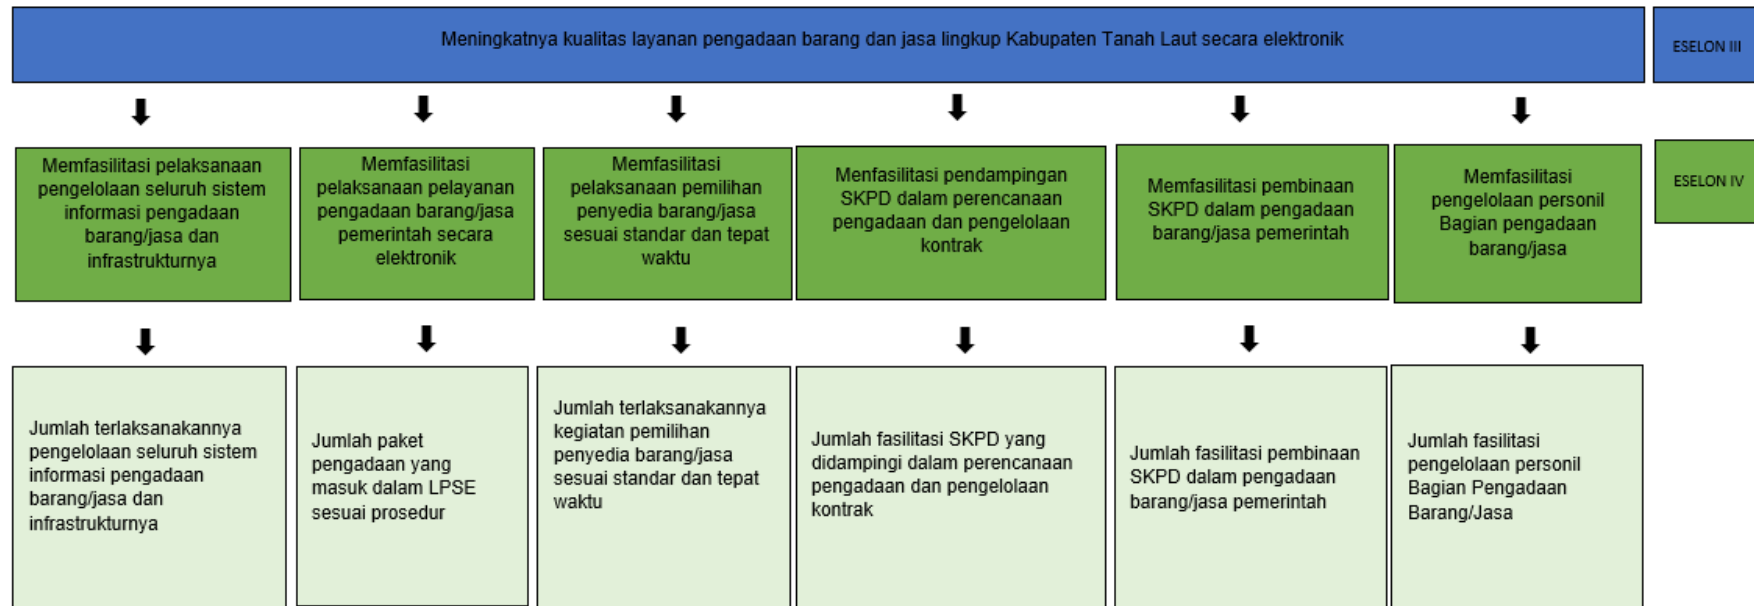 Meningkatnya kualitas layanan pengadaan barang dan jasa lingkup Kabupaten Tanah Laut secara elektronik
ESELON III
Memfasilitasi pelaksanaan
pengelolaan seluruh sistem
informasi pengadaan
barang/jasa dan
infrastrukturnya
Memfasilitasi
pelaksanaan pelayanan
pengadaan barang/jasa
pemerintah secara
elektronik
Memfasilitasi
pelaksanaan pemilihan
penyedia barang/jasa
sesuai standar dan tepat
waktu
Menfasilitasi pendampingan
SKPD dalam perencanaan
pengadaan dan pengelolaan
kontrak
Memfasilitasi pembinaan
SKPD dalam pengadaan
barang/jasa pemerintah
Memfasilitasi
pengelolaan personil
Bagian pengadaan
barang/jasa
ESELON IV
Jumlah terlaksanakannya
pengelolaan seluruh sistem
informasi pengadaan
barang/jasa dan
infrastrukturnya
Jumlah paket
pengadaan yang
masuk dalam LPSE
sesuai prosedur
Jumlah terlaksanakannya
kegiatan pemilihan
penyedia barang/jasa
sesuai standar dan tepat
waktu
Jumlah fasilitasi SKPD yang
didampingi dalam perencanaan
pengadaan dan pengelolaan
kontrak
Jumlah fasilitasi pembinaan
SKPD dalam pengadaan
barang/jasa pemerintah
Jumlah fasilitasi
pengelolaan personil
Bagian Pengadaan
Barang/Jasa